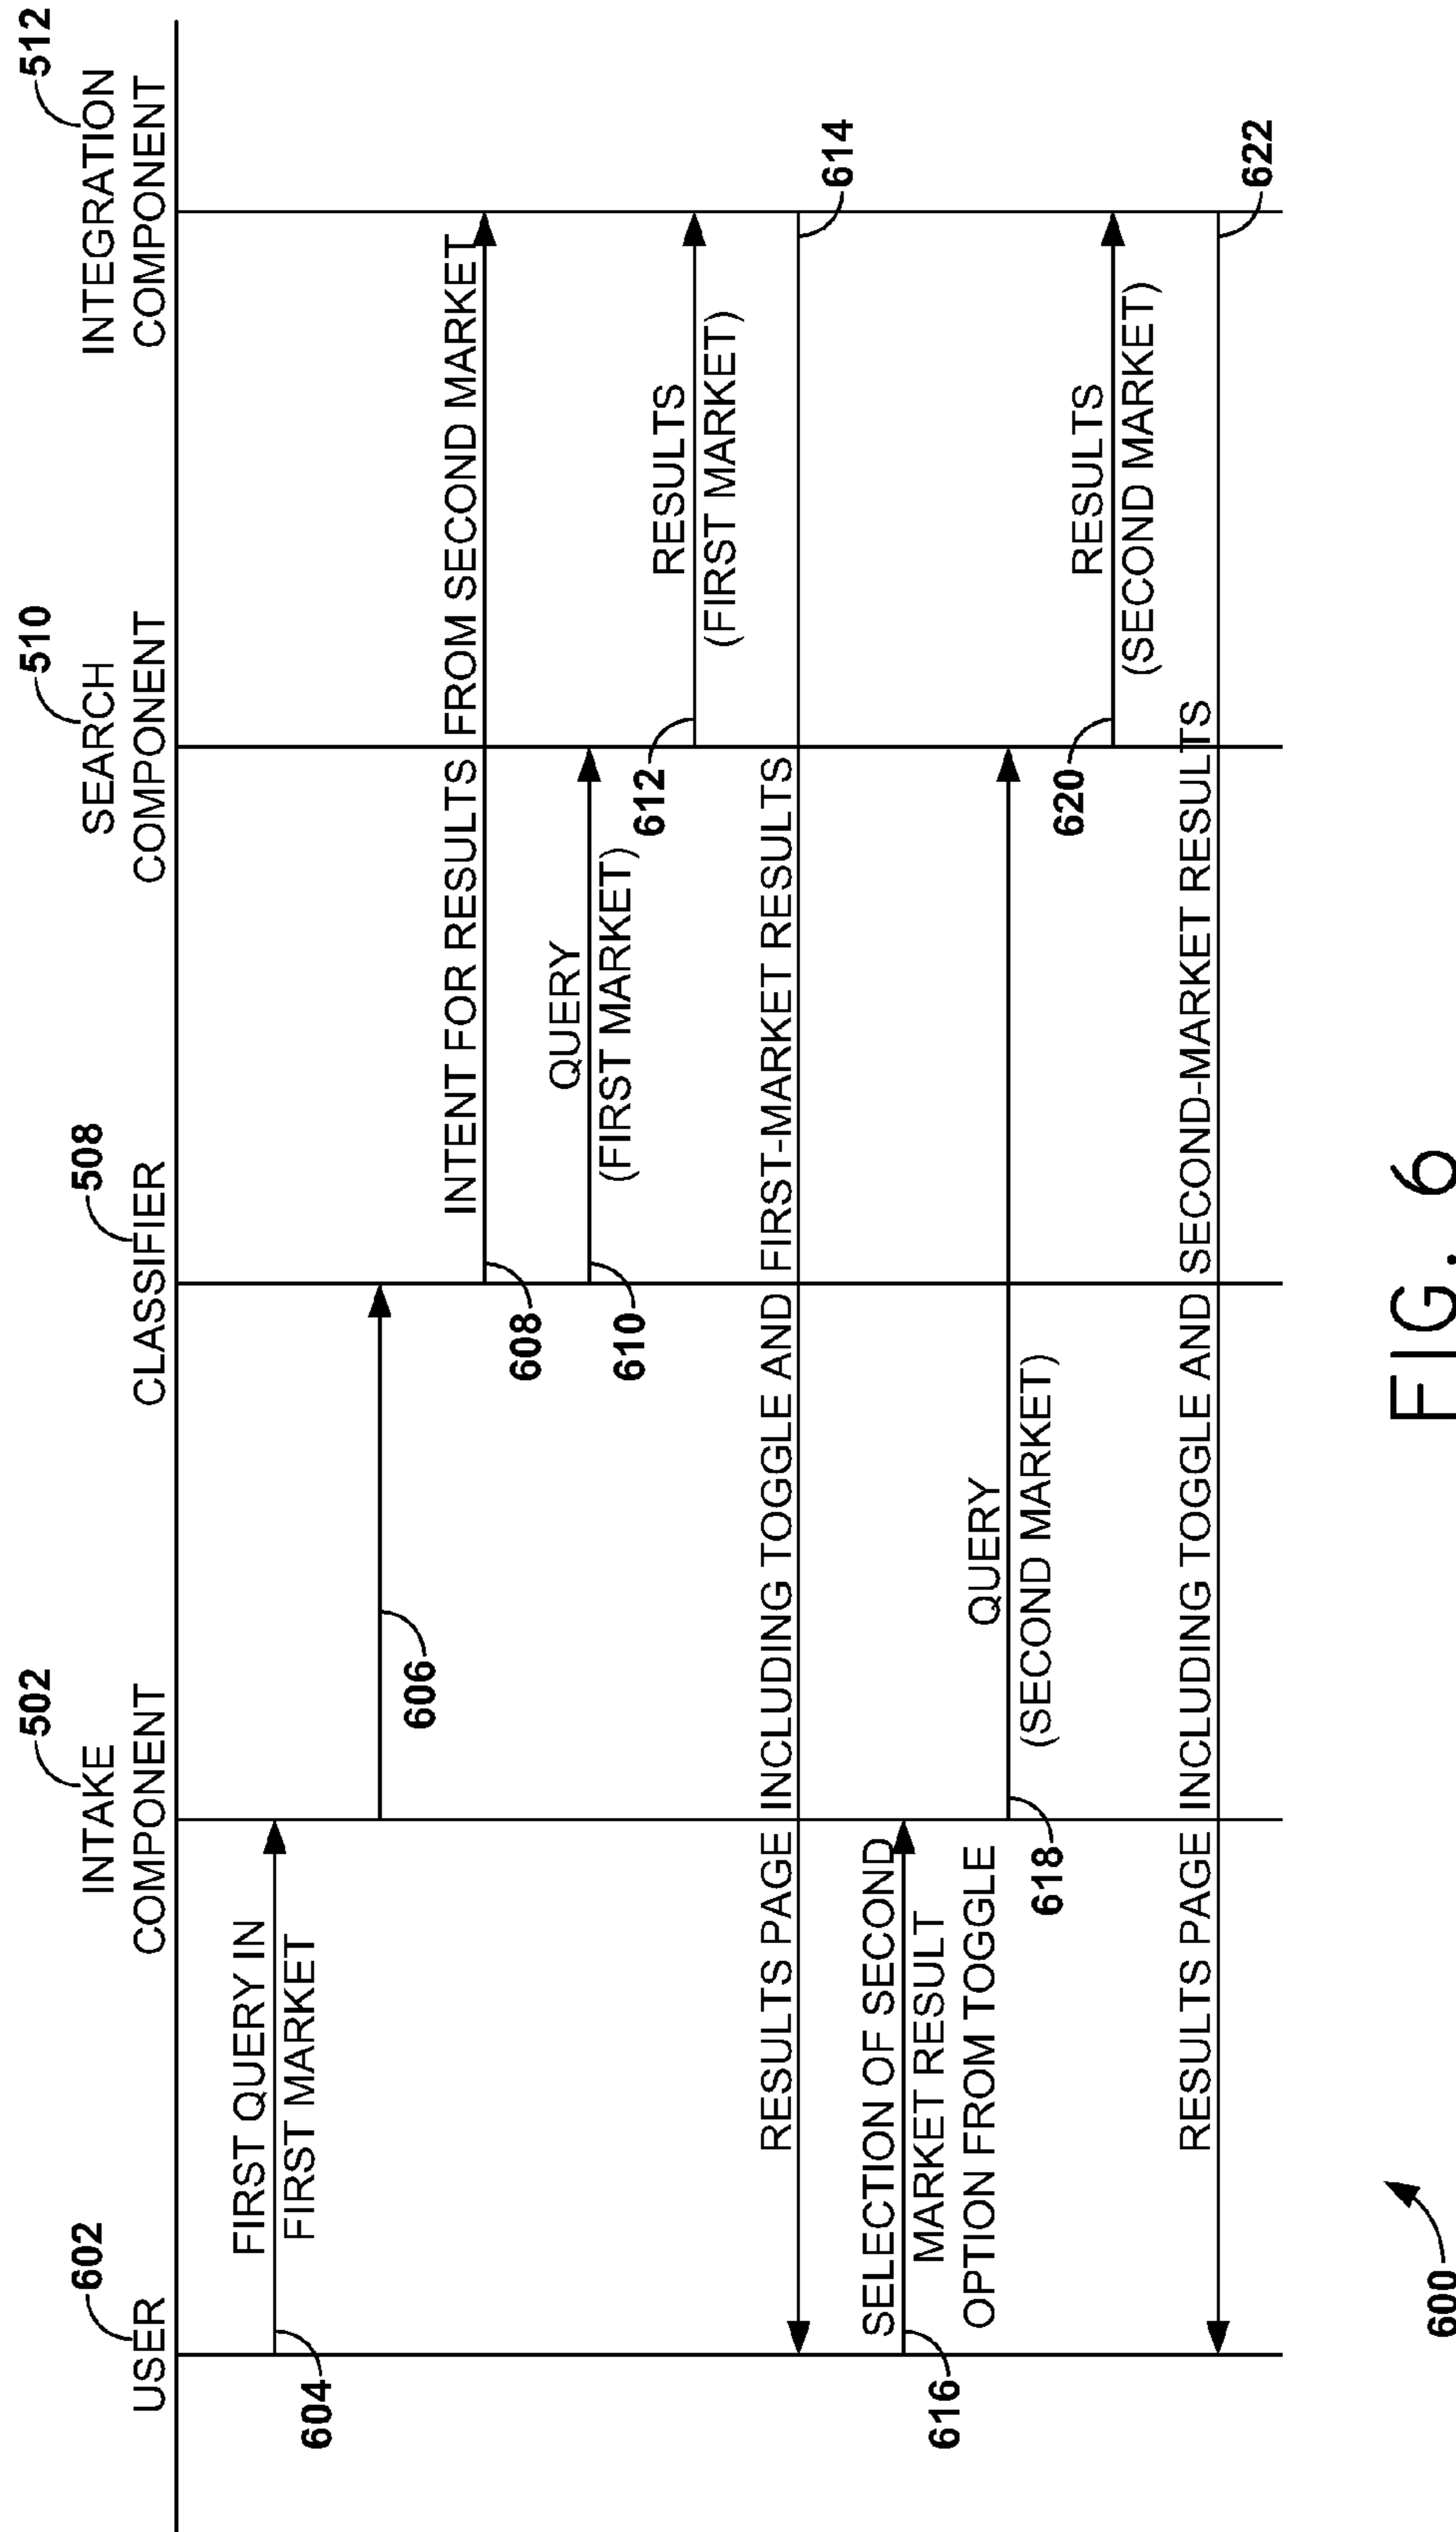 602
USER
502
INTAKE
COMPONENT
508
CLASSIFIER
510
SEARCH
COMPONENT
512
INTEGRATION
COMPONENT
FIRST QUERY IN
FIRST MARKET
604
606
INTENT FOR RESULTS FROM SECOND MARKET
608
QUERY
(FIRST MARKET)
610
RESULTS
(FIRST MARKET)
612
RESULTS PAGE INCLUDING TOGGLE AND FIRST-MARKET RESULTS
614
SELECTION OF SECOND
MARKET RESULT
OPTION FROM TOGGLE
616
QUERY
(SECOND MARKET)
618
RESULTS
(SECOND MARKET)
620
RESULTS PAGE INCLUDING TOGGLE AND SECOND-MARKET RESULTS
622
600
FIG. 6